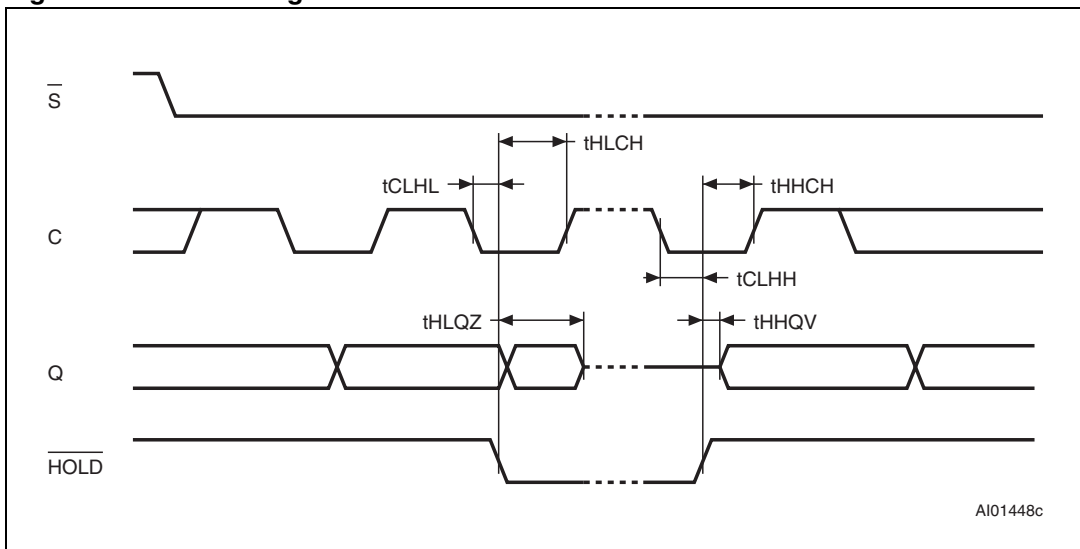 S
tHLCH
tCLHL
tHHCH
C
tCLHH
tHLQZ
tHHQV
Q
HOLD
AI01448c